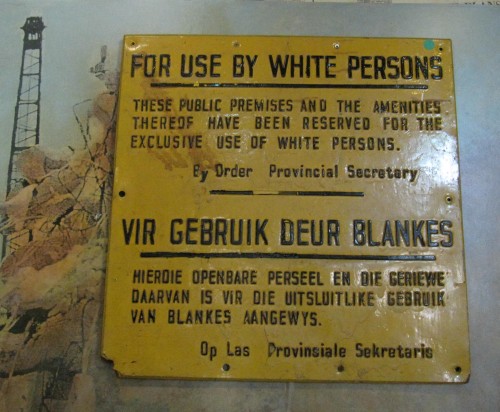 FOR USE BY WHITE PERSONS
THESE PUBLIC PREMISES AND THE AMENITIES
THEREOF HAVE BEEN RESERVED FOR THE
EXCLUSIVE USE OF WHITE PERSONS.
By Order Provincial Secretary
VIR GEBRUIK DEUR BLANKES
HIERDIE OPENBARE PERSEEL EN DIE GERIEWE
DAARVAN IS VIR DIE UITSLUITLIKE GEBRUIK
VAN BLANKES AANGEWYS.
Op Las Provinsiale Sekretaris